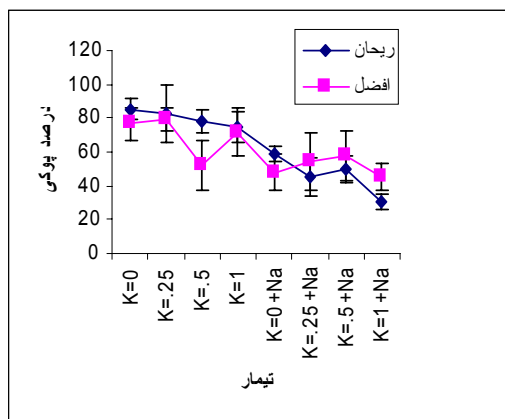 ریحان
افضل
120
100
80
60
40
20
0
درصد پوکی
K=0
K=.25
K=.5
K=1
K=0 +Na
K=.25 +Na
K=.5 +Na
K=1 +Na
تیمار